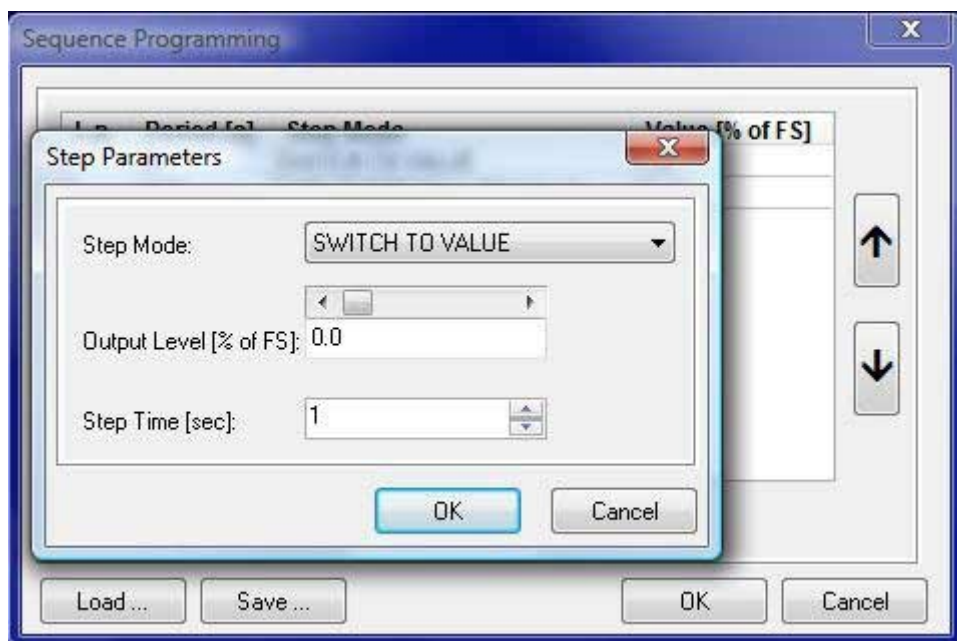 Sequence Programming
Value [% of FS]
Step Parameters
Step Mode:
SWITCH TO VALUE
Output Level [% of FS]:
0.0
Step Time [sec]:
1
OK
Cancel
Load ...
Save ...
OK
Cancel